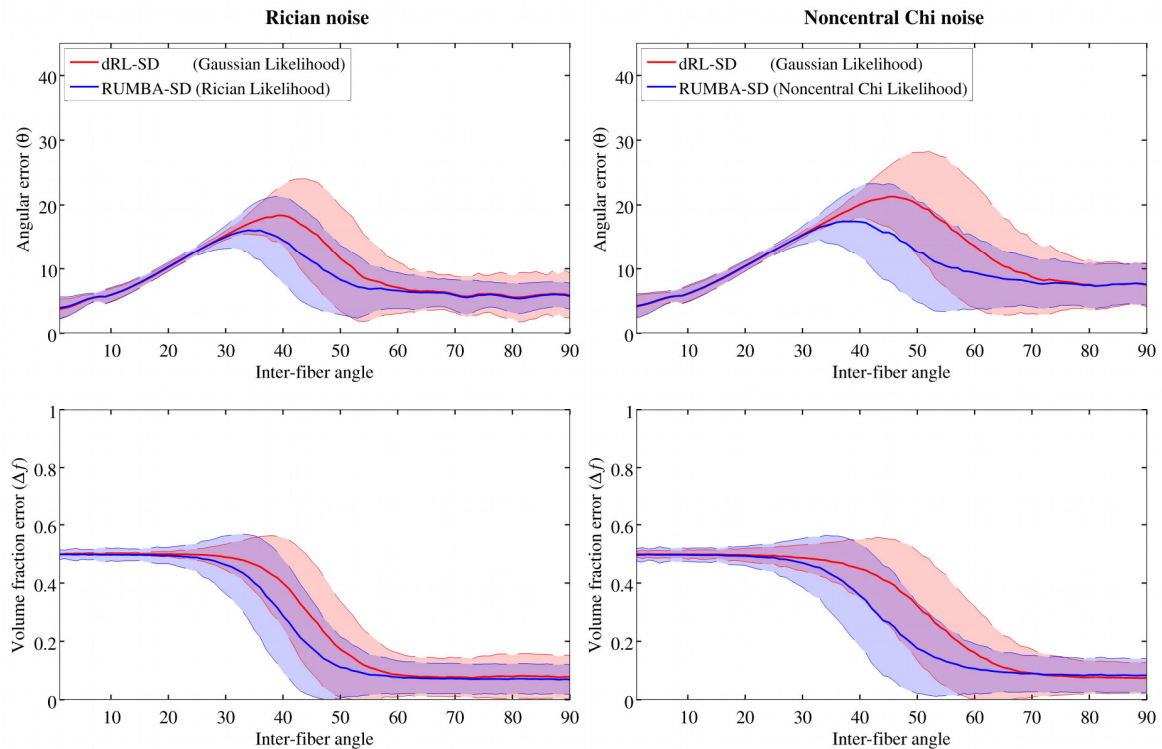 Rician noise
Noncentral Chi noise
dRL-SD (Gaussian Likelihood)
RUMBA-SD (Rician Likelihood)
40
30
20
10
0
Angular error (θ)
10 20 30 40 50 60 70 80 90
Inter-fiber angle
dRL-SD (Gaussian Likelihood)
RUMBA-SD (Noncentral Chi Likelihood)
40
30
20
10
0
Angular error (θ)
10 20 30 40 50 60 70 80 90
Inter-fiber angle
1
0.8
0.6
0.4
0.2
0
Volume fraction error (Δf)
10 20 30 40 50 60 70 80 90
Inter-fiber angle
1
0.8
0.6
0.4
0.2
0
Volume fraction error (Δf)
10 20 30 40 50 60 70 80 90
Inter-fiber angle